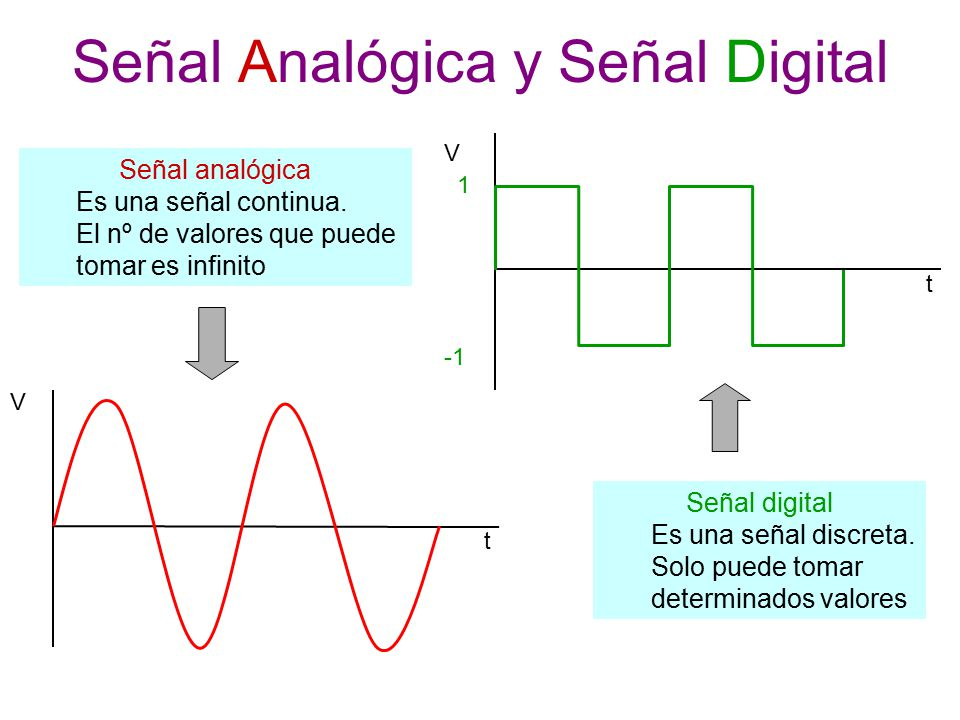 Señal Analógica y Señal Digital
Señal analógica
Es una señal continua.
El nº de valores que puede
tomar es infinito
V
1
t
-1
V
t
Señal digital
Es una señal discreta.
Solo puede tomar
determinados valores